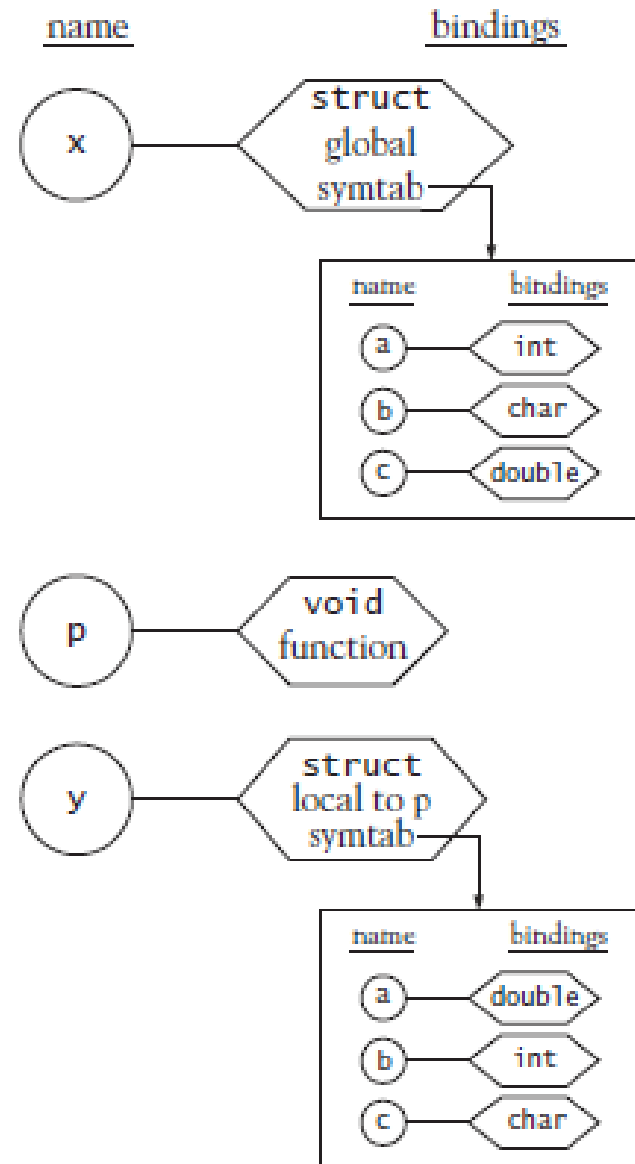 name bindings
x struct
global
symtab
name bindings
a int
b char
c double
p void
function
y struct
local to p
symtab
name bindings
a double
b int
c char